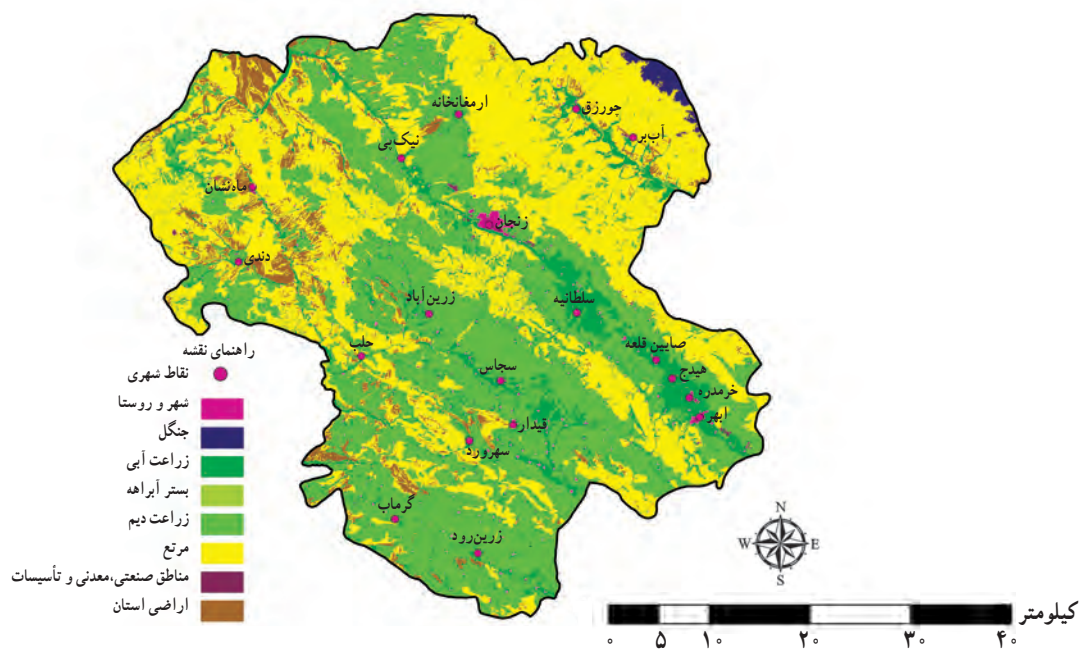 ارمغانخانه
چورزق
آب‌بر
نیک‌پی
ماه‌نشان
زنجان
دندی
زرین‌آباد
سلطانیه
حلب
صایین قلعه
سجاس
هیدج
خرمدره
ابهر
قیدار
سهرورد
گرماب
زرین‌رود
راهنمای نقشه
نقاط شهری
شهر و روستا
جنگل
زراعت آبی
بستر آبراهه
زراعت دیم
مرتع
مناطق صنعتی،معدنی و تأسیسات
اراضی استان
N
W E
S
کیلومتر
۰ ۵ ۱۰ ۲۰ ۳۰ ۴۰